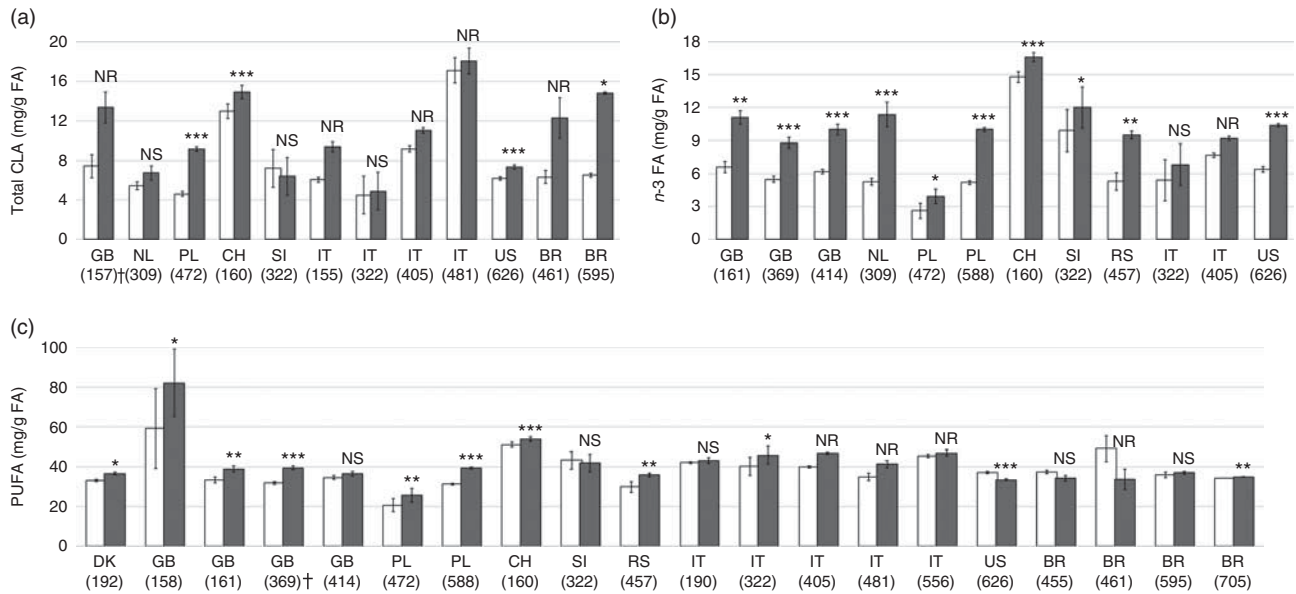 (a)
Total CLA (mg/g FA)
20
16
12
8
4
0
NR NS *** *** NS NR NS NR NR *** NR *
GB NL PL CH SI IT IT IT IT US BR BR
(157)† (309) (472) (160) (322) (155) (322) (405) (481) (626) (461) (595)
(b)
n-3 FA (mg/g FA)
18
15
12
9
6
3
0
** *** *** *** * *** *** * ** NS NR ***
GB GB GB NL PL PL CH SI RS IT IT US
(161) (369) (414) (309) (472) (588) (160) (322) (457) (322) (405) (626)
(c)
PUFA (mg/g FA)
100
80
60
40
20
0
* * ** *** NS ** *** *** NS ** NS * NR NR NR *** NS NR NS **
DK GB GB GB GB PL PL CH SI RS IT IT IT IT IT US BR BR BR BR
(192) (158) (161) (369)† (414) (472) (588) (160) (322) (457) (190) (322) (405) (481) (556) (626) (455) (461) (595) (705)